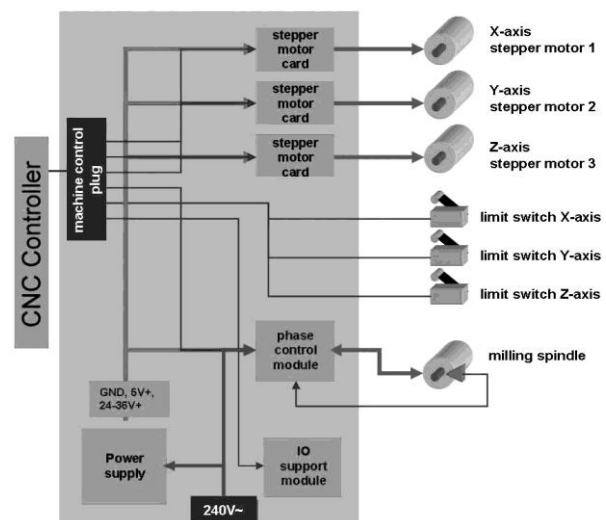 stepper
motor
card
X-axis
stepper motor 1
stepper
motor
card
Y-axis
stepper motor 2
stepper
motor
card
Z-axis
stepper motor 3
CNC Controller
machine control
plug
limit switch X-axis
limit switch Y-axis
limit switch Z-axis
phase
control
module
milling spindle
GND, 5V+,
24-36V+
Power
supply
IO
support
module
240V~